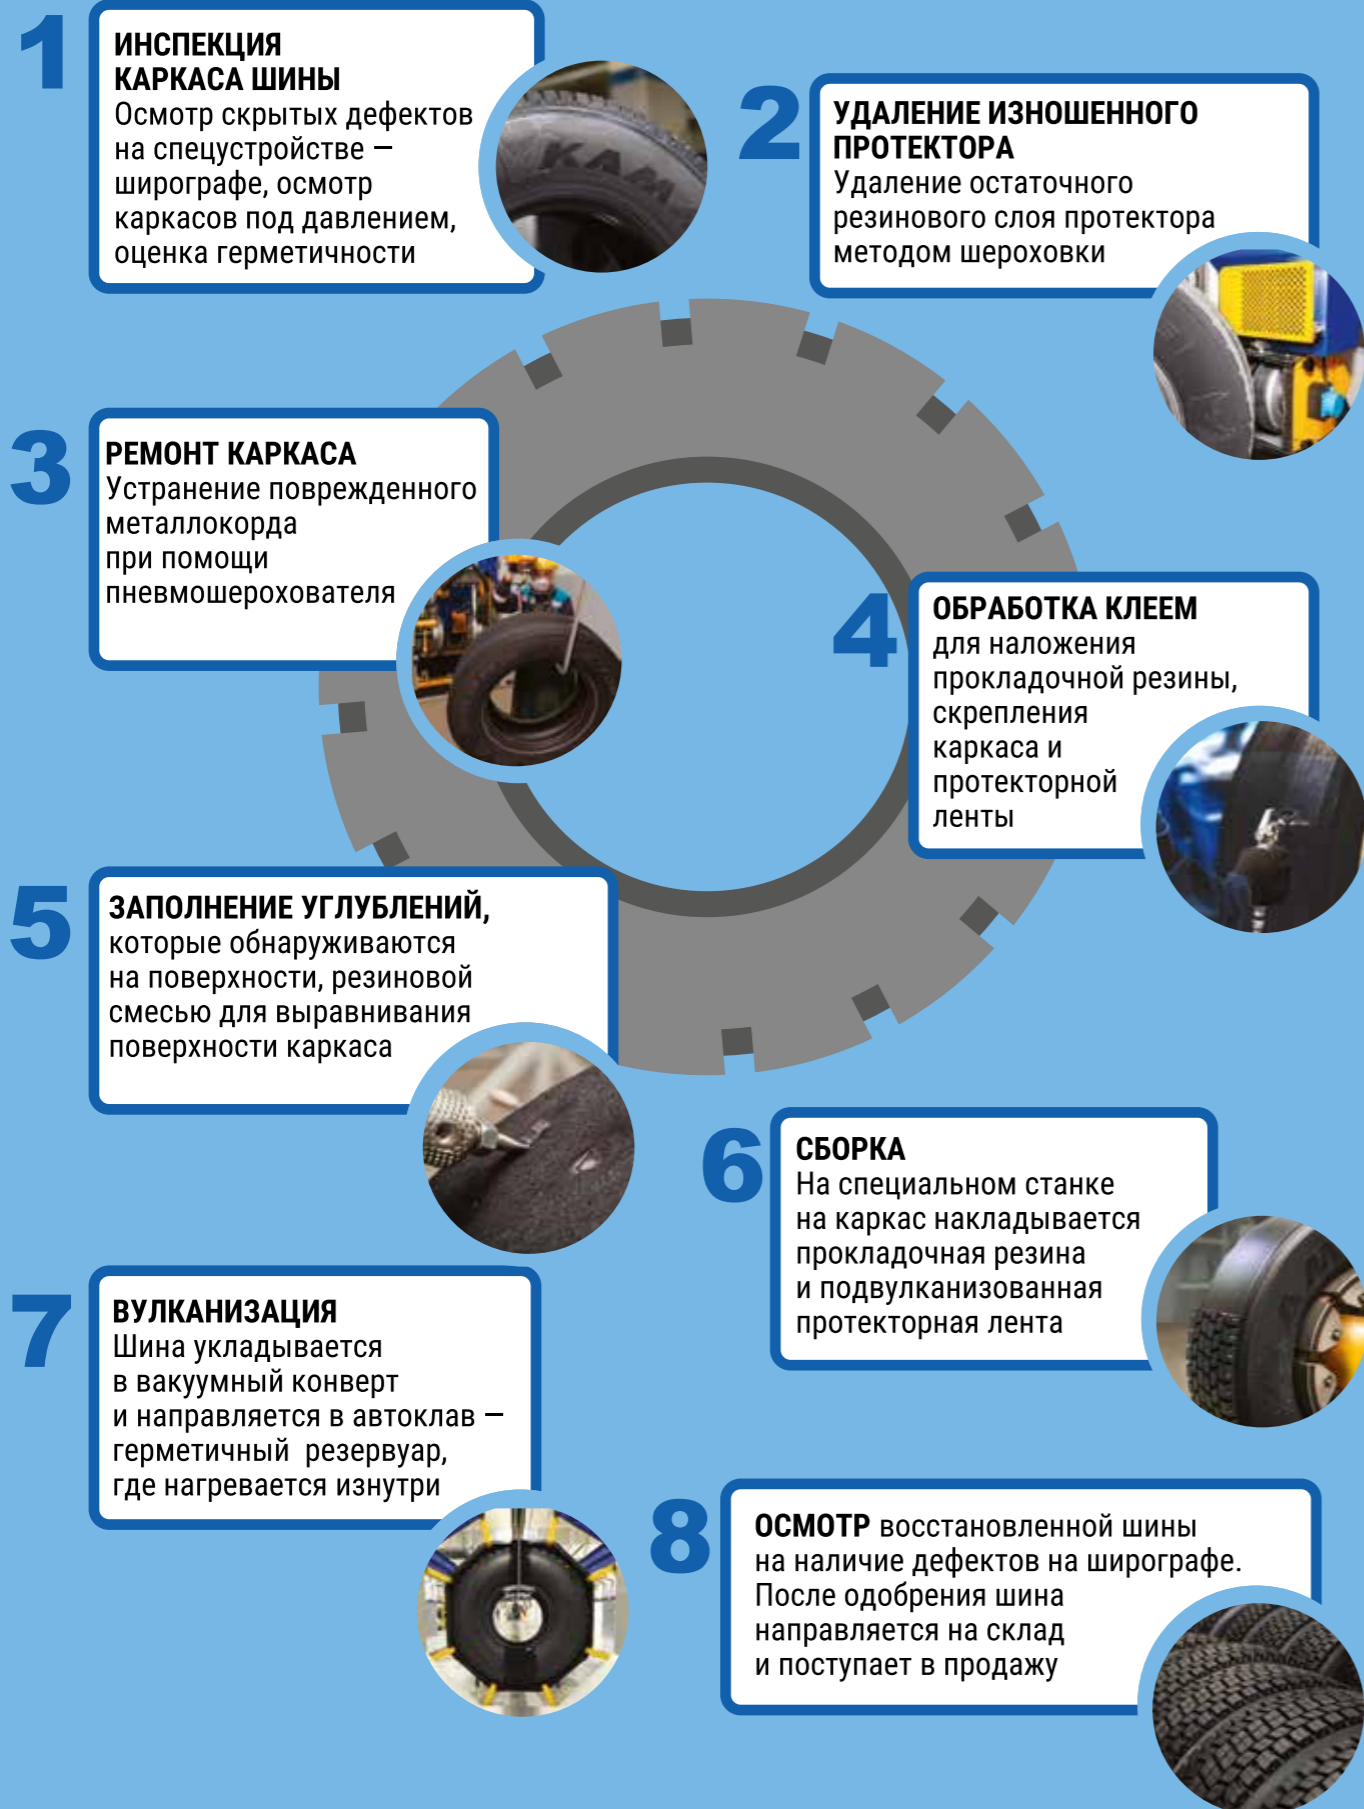 1
ИНСПЕКЦИЯ
КАРКАСА ШИНЫ
Осмотр скрытых дефектов
на спецустройстве —
ширографе, осмотр
каркасов под давлением,
оценка герметичности
KAM
2
УДАЛЕНИЕ ИЗНОШЕННОГО
ПРОТЕКТОРА
Удаление остаточного
резинового слоя протектора
методом шероховки
3
РЕМОНТ КАРКАСА
Устранение поврежденного
металлокорда
при помощи
пневмошерохователя
4
ОБРАБОТКА КЛЕЕМ
для наложения
прокладочной резины,
скрепления
каркаса и
протекторной
ленты
5
ЗАПОЛНЕНИЕ УГЛУБЛЕНИЙ,
которые обнаруживаются
на поверхности, резиновой
смесью для выравнивания
поверхности каркаса
6
СБОРКА
На специальном станке
на каркас накладывается
прокладочная резина
и подвулканизованная
протекторная лента
7
ВУЛКАНИЗАЦИЯ
Шина укладывается
в вакуумный конверт
и направляется в автоклав —
герметичный резервуар,
где нагревается изнутри
8
ОСМОТР восстановленной шины
на наличие дефектов на ширографе.
После одобрения шина
направляется на склад
и поступает в продажу